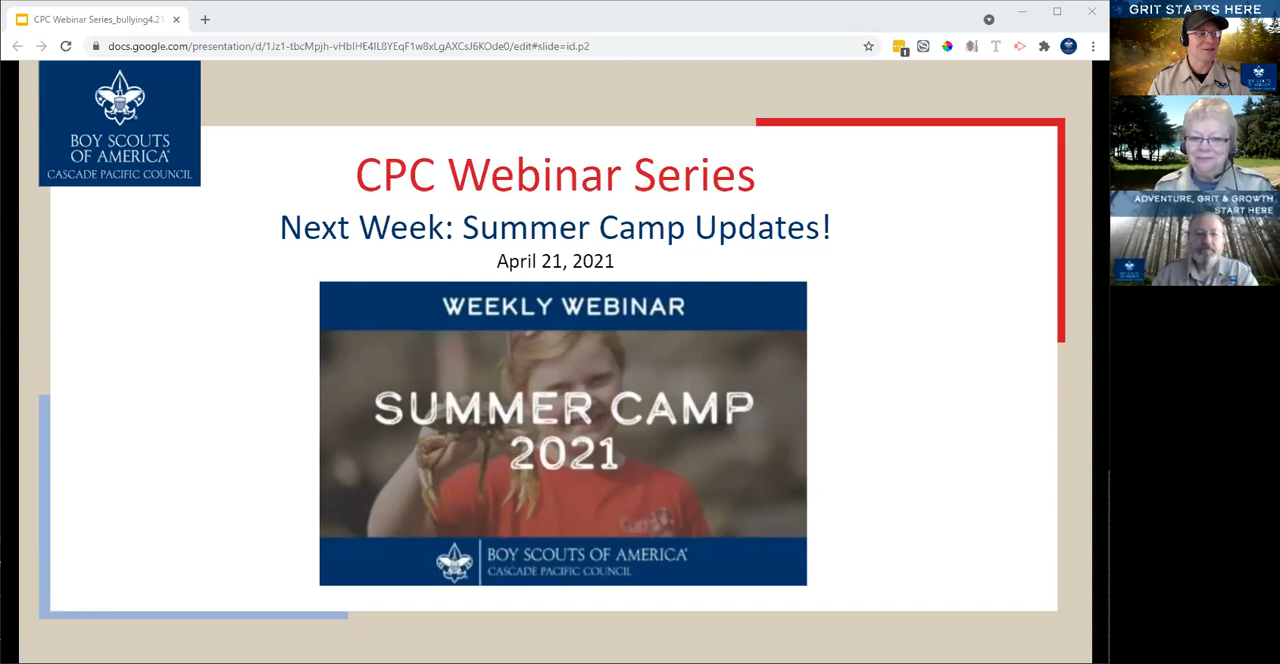 CPC Webinar Series_bullying4.21
docs.google.com/presentation/d/1Jz1-tbcMpjh-vHblHE4IL8YEqF1w8xLgAXCsJ6KOde0/edit#slide=id.p2
BOY SCOUTS
OF AMERICA
CASCADE PACIFIC COUNCIL
CPC Webinar Series
Next Week: Summer Camp Updates!
April 21, 2021
WEEKLY WEBINAR
SUMMER CAMP
2021
BOY SCOUTS OF AMERICA
CASCADE PACIFIC COUNCIL
GRIT STARTS HERE
ADVENTURE, GRIT & GROWTH
START HERE